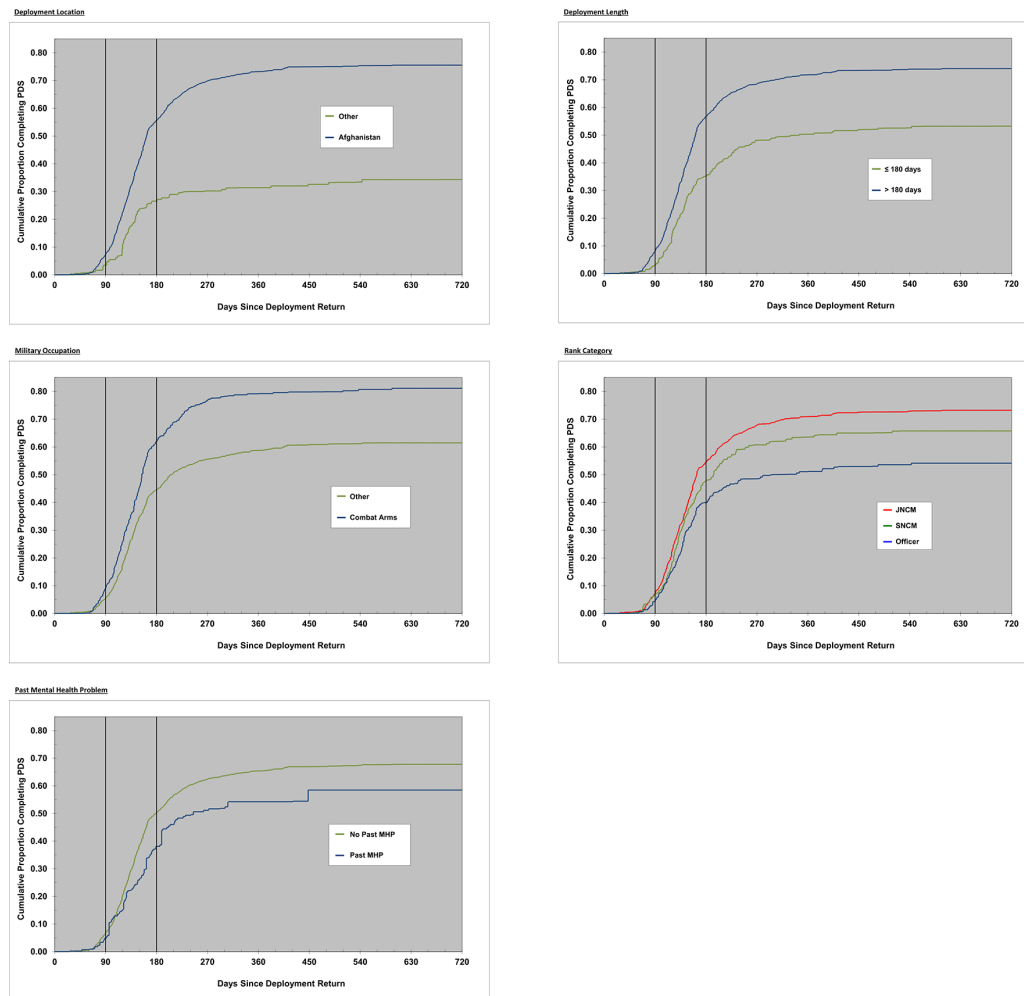 Deployment Location
Cumulative Proportion Completing PDS
0.80
0.70
0.60
0.50
0.40
0.30
0.20
0.10
0.00
Other
Afghanistan
0 90 180 270 360 450 540 630 720
Days Since Deployment Return
Deployment Length
Cumulative Proportion Completing PDS
0.80
0.70
0.60
0.50
0.40
0.30
0.20
0.10
0.00
≤ 180 days
> 180 days
0 90 180 270 360 450 540 630 720
Days Since Deployment Return
Military Occupation
Cumulative Proportion Completing PDS
0.80
0.70
0.60
0.50
0.40
0.30
0.20
0.10
0.00
Other
Combat Arms
0 90 180 270 360 450 540 630 720
Days Since Deployment Return
Rank Category
Cumulative Proportion Completing PDS
0.80
0.70
0.60
0.50
0.40
0.30
0.20
0.10
0.00
JNCM
SNCM
Officer
0 90 180 270 360 450 540 630 720
Days Since Deployment Return
Past Mental Health Problem
Cumulative Proportion Completing PDS
0.80
0.70
0.60
0.50
0.40
0.30
0.20
0.10
0.00
No Past MHP
Past MHP
0 90 180 270 360 450 540 630 720
Days Since Deployment Return